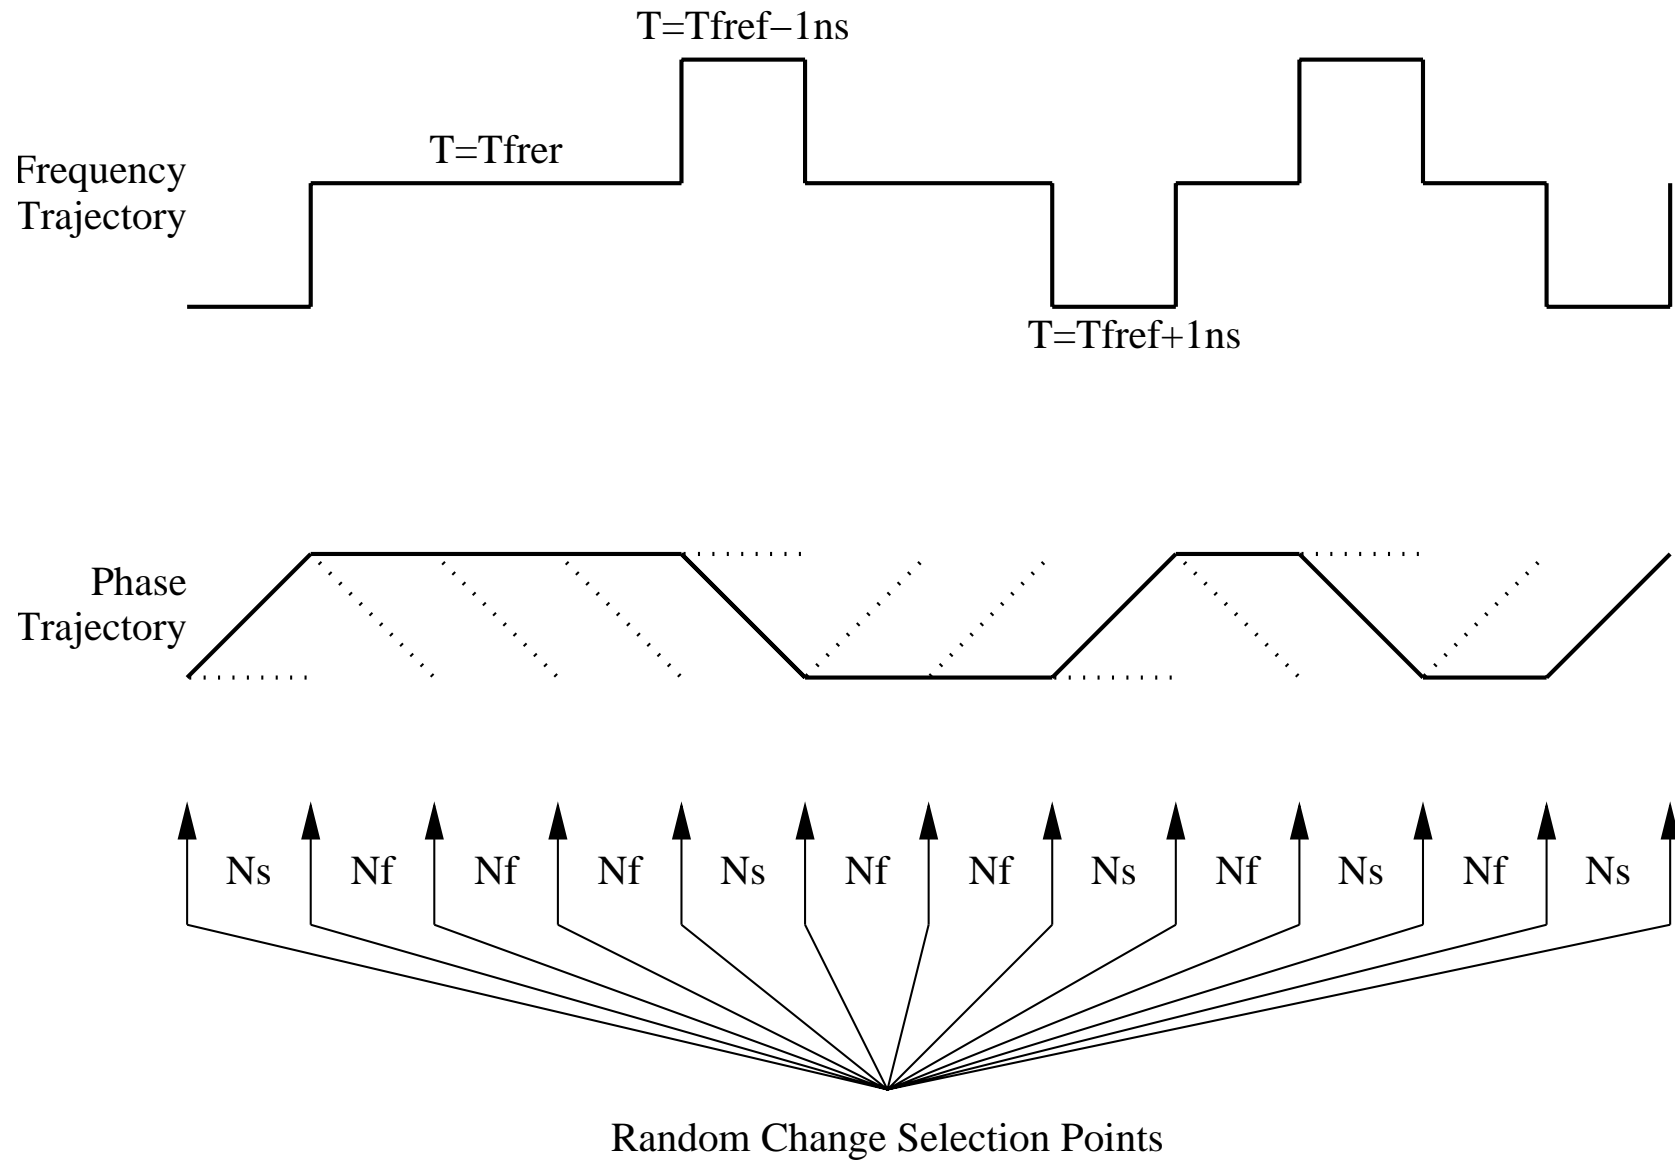 T=Tfref−1ns
T=Tfrer
Frequency
Trajectory
T=Tfref+1ns
Phase
Trajectory
Ns Nf Nf Nf Ns Nf Nf Ns Nf Ns Nf Ns
Random Change Selection Points